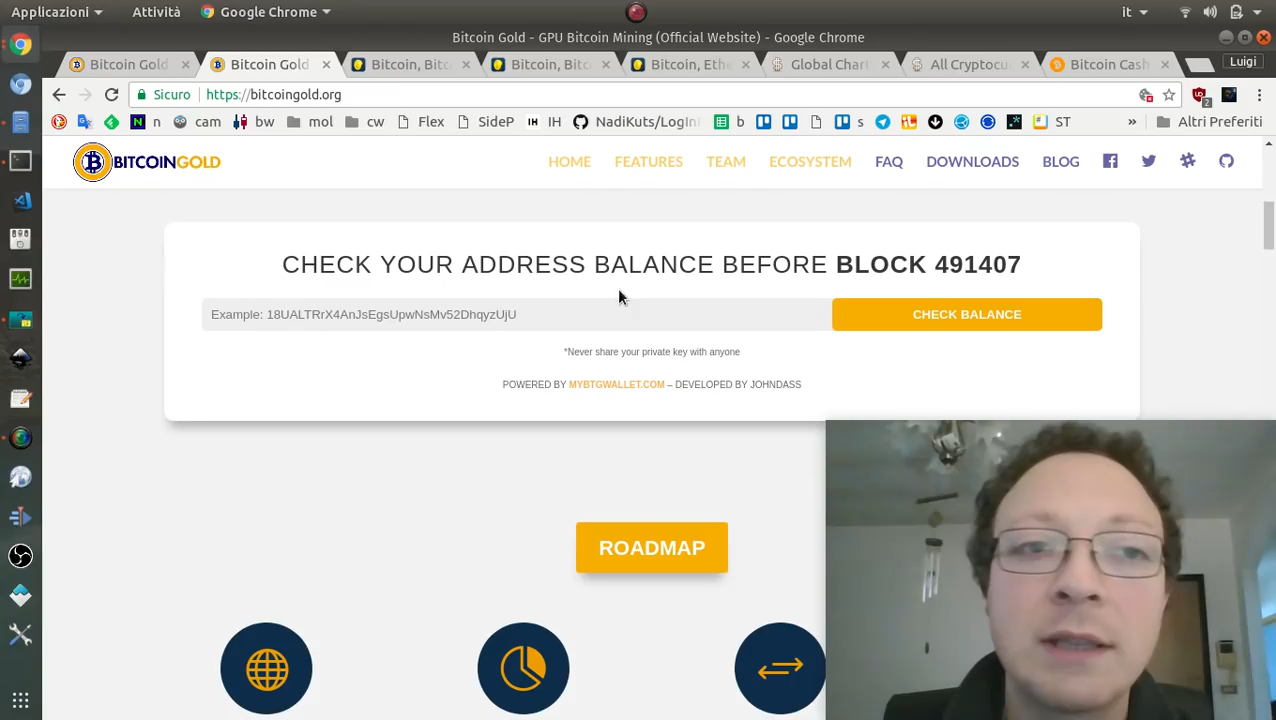 Applicazioni
Attività
Google Chrome
it
Bitcoin Gold - GPU Bitcoin Mining (Official Website) - Google Chrome
Bitcoin Gold
Bitcoin Gold
Bitcoin, Bitc
Bitcoin, Bitc
Bitcoin, Ethe
Global Chart
All Cryptocu
Bitcoin Cash
Luigi
Sicuro
https://bitcoingold.org
2
n
cam
bw
mol
cw
Flex
SideP
IH
IH
NadiKuts/LogIn
b
s
ST
»
Altri Preferiti
BITCOINGOLD
HOME
FEATURES
TEAM
ECOSYSTEM
FAQ
DOWNLOADS
BLOG
CHECK YOUR ADDRESS BALANCE BEFORE BLOCK 491407
Example: 18UALTRrX4AnJsEgsUpwNsMv52DhqyzUjU
CHECK BALANCE
*Never share your private key with anyone
POWERED BY MYBTGWALLET.COM – DEVELOPED BY JOHNDASS
ROADMAP